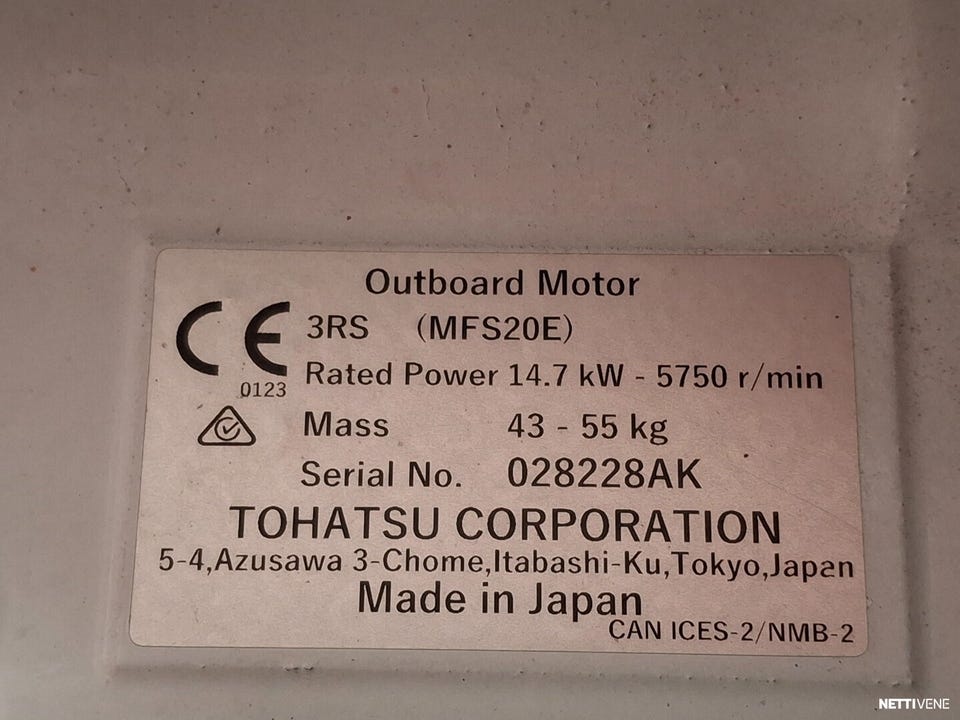 Outboard Motor
CE 3RS (MFS20E)
0123 Rated Power 14.7 kW - 5750 r/min
Mass 43 - 55 kg
Serial No. 028228AK
TOHATSU CORPORATION
5-4,Azusawa 3-Chome,Itabashi-Ku,Tokyo,Japan
Made in Japan
CAN ICES-2/NMB-2
NETTIVENE